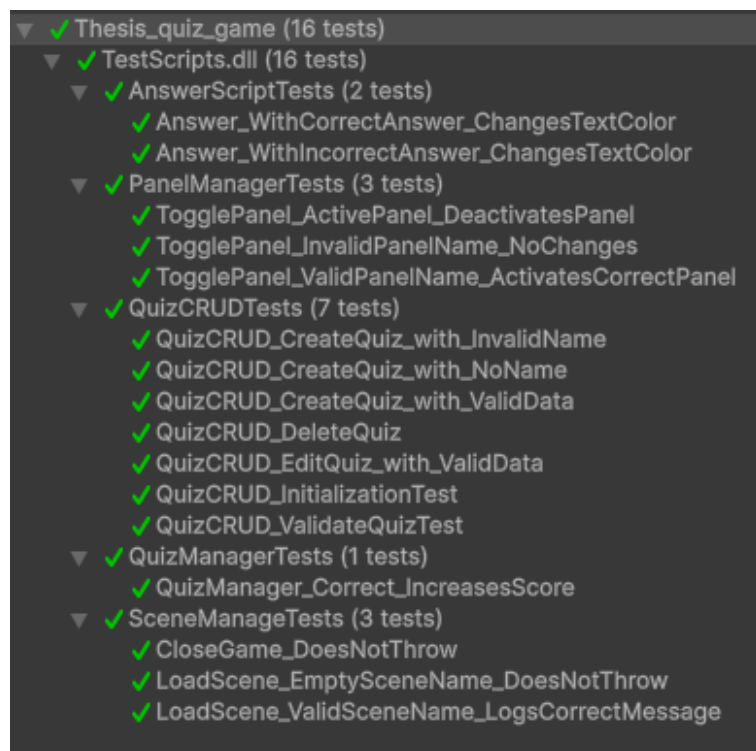 Thesis_quiz_game (16 tests)
TestScripts.dll (16 tests)
AnswerScriptTests (2 tests)
Answer_WithCorrectAnswer_ChangesTextColor
Answer_WithIncorrectAnswer_ChangesTextColor
PanelManagerTests (3 tests)
TogglePanel_ActivePanel_DeactivatesPanel
TogglePanel_InvalidPanelName_NoChanges
TogglePanel_ValidPanelName_ActivatesCorrectPanel
QuizCRUDTests (7 tests)
QuizCRUD_CreateQuiz_with_InvalidName
QuizCRUD_CreateQuiz_with_NoName
QuizCRUD_CreateQuiz_with_ValidData
QuizCRUD_DeleteQuiz
QuizCRUD_EditQuiz_with_ValidData
QuizCRUD_InitializationTest
QuizCRUD_ValidateQuizTest
QuizManagerTests (1 tests)
QuizManager_Correct_IncreasesScore
SceneManageTests (3 tests)
CloseGame_DoesNotThrow
LoadScene_EmptySceneName_DoesNotThrow
LoadScene_ValidSceneName_LogsCorrectMessage